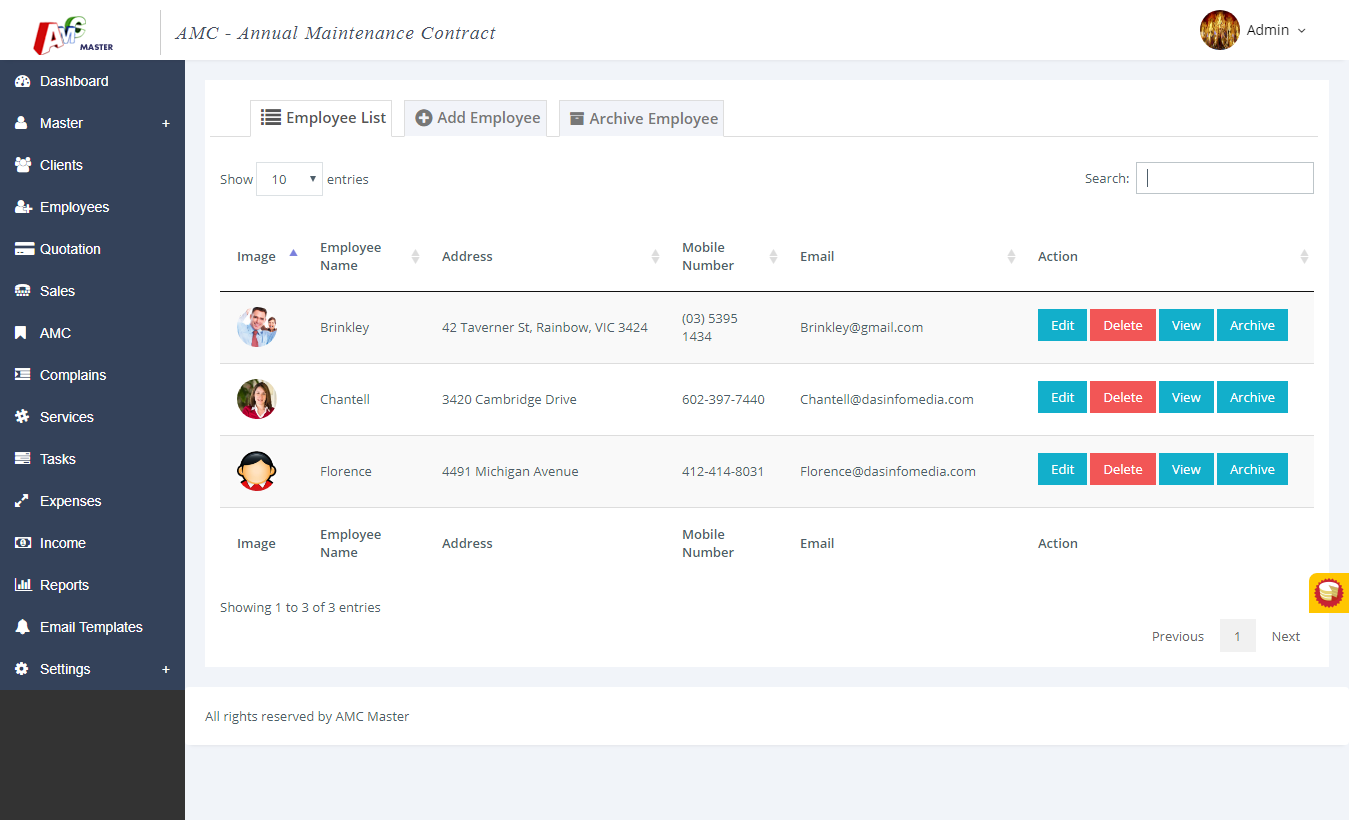 AMC MASTER
AMC - Annual Maintenance Contract
Admin
Dashboard
Master +
Clients
Employees
Quotation
Sales
AMC
Complains
Services
Tasks
Expenses
Income
Reports
Email Templates
Settings +
Employee List Add Employee Archive Employee
Show 10 entries Search:
Image Employee Name Address Mobile Number Email Action
Brinkley 42 Taverner St, Rainbow, VIC 3424 (03) 5395 1434 Brinkley@gmail.com Edit Delete View Archive
Chantell 3420 Cambridge Drive 602-397-7440 Chantell@dasinfomedia.com Edit Delete View Archive
Florence 4491 Michigan Avenue 412-414-8031 Florence@dasinfomedia.com Edit Delete View Archive
Image Employee Name Address Mobile Number Email Action
Showing 1 to 3 of 3 entries
Previous 1 Next
All rights reserved by AMC Master